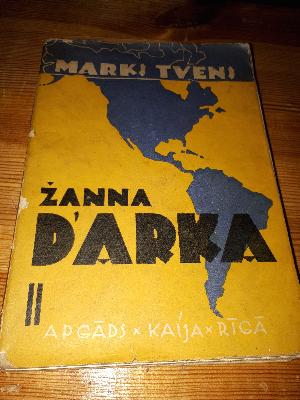 MARKS TVENS
ŽANNA
D'ARKA
II
APGĀDS × KAIJA × RĪGĀ